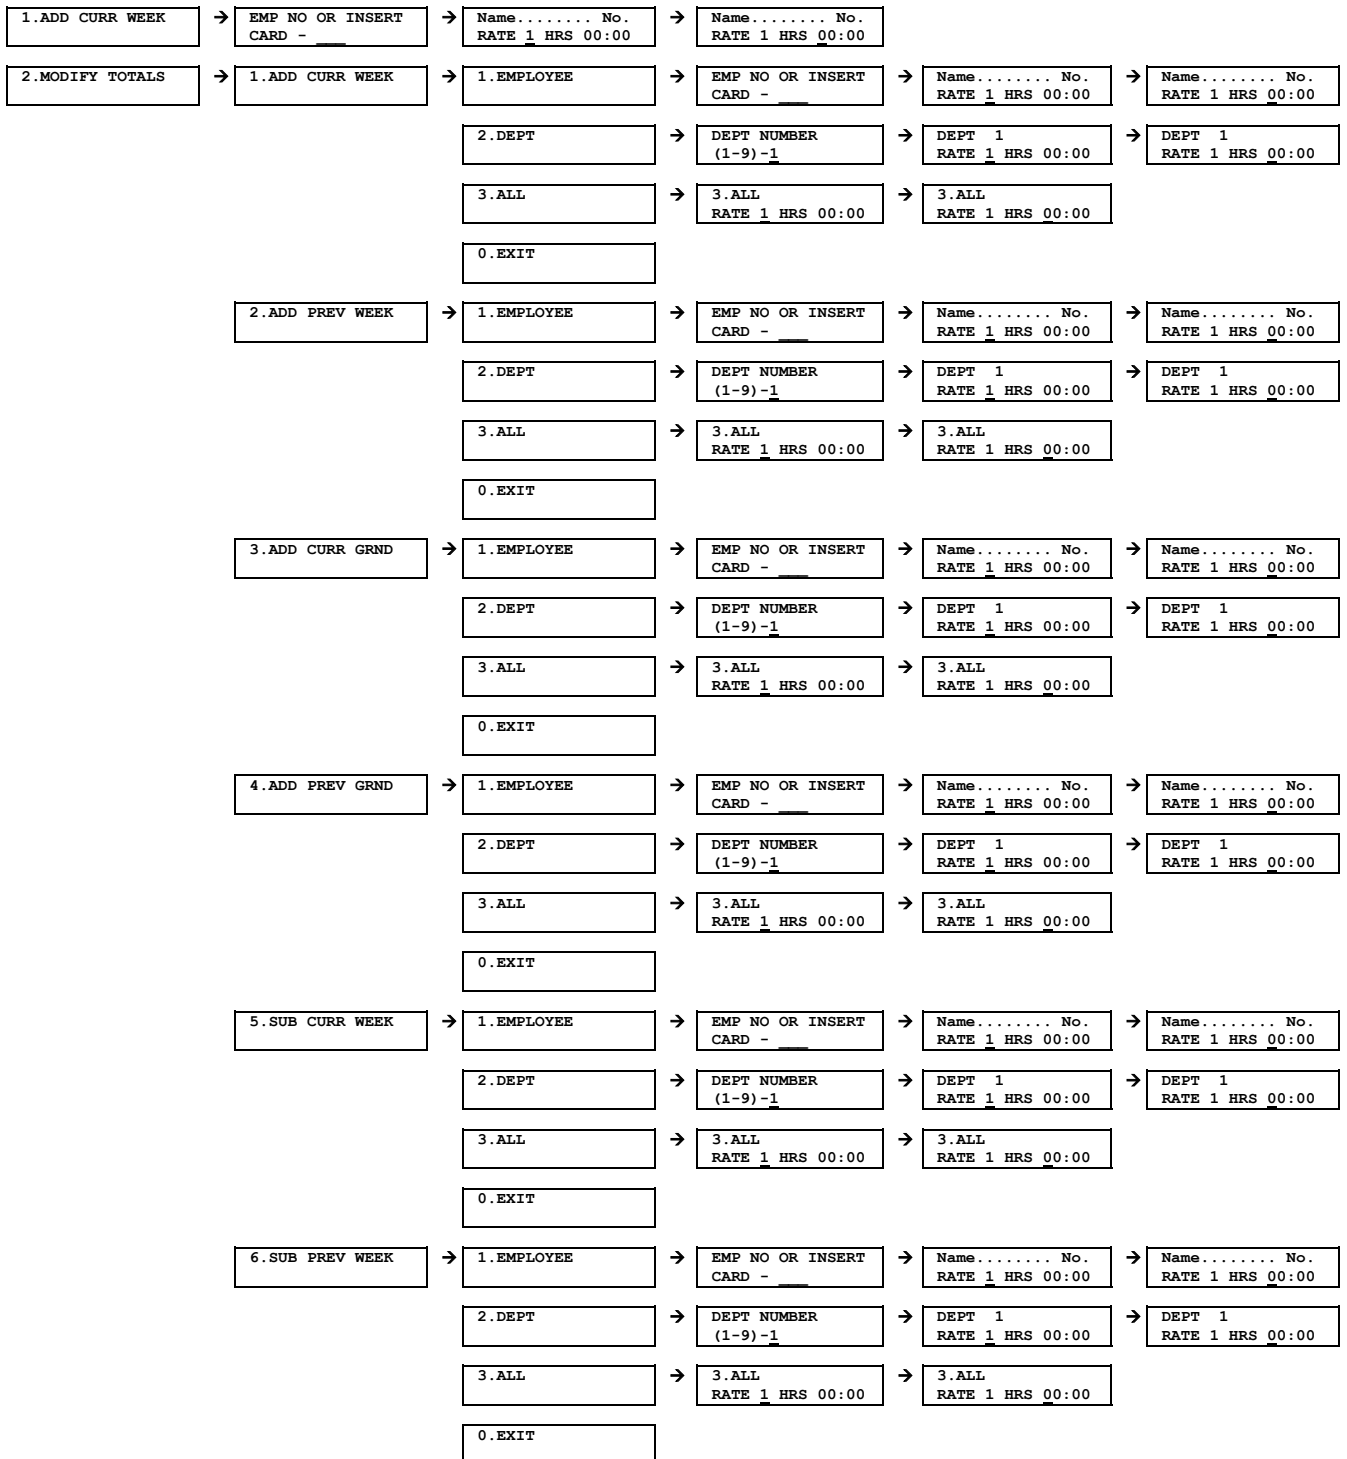 1.ADD CURR WEEK → EMP NO OR INSERT → Name........ No. → Name........ No.
CARD - ___ RATE 1 HRS 00:00 RATE 1 HRS 00:00
2.MODIFY TOTALS → 1.ADD CURR WEEK → 1.EMPLOYEE → EMP NO OR INSERT → Name........ No. → Name........ No.
CARD - ___ RATE 1 HRS 00:00 RATE 1 HRS 00:00
2.DEPT → DEPT NUMBER → DEPT 1 → DEPT 1
(1-9)-1 RATE 1 HRS 00:00 RATE 1 HRS 00:00
3.ALL → 3.ALL → 3.ALL
RATE 1 HRS 00:00 RATE 1 HRS 00:00
0.EXIT
2.ADD PREV WEEK → 1.EMPLOYEE → EMP NO OR INSERT → Name........ No. → Name........ No.
CARD - ___ RATE 1 HRS 00:00 RATE 1 HRS 00:00
2.DEPT → DEPT NUMBER → DEPT 1 → DEPT 1
(1-9)-1 RATE 1 HRS 00:00 RATE 1 HRS 00:00
3.ALL → 3.ALL → 3.ALL
RATE 1 HRS 00:00 RATE 1 HRS 00:00
0.EXIT
3.ADD CURR GRND → 1.EMPLOYEE → EMP NO OR INSERT → Name........ No. → Name........ No.
CARD - ___ RATE 1 HRS 00:00 RATE 1 HRS 00:00
2.DEPT → DEPT NUMBER → DEPT 1 → DEPT 1
(1-9)-1 RATE 1 HRS 00:00 RATE 1 HRS 00:00
3.ALL → 3.ALL → 3.ALL
RATE 1 HRS 00:00 RATE 1 HRS 00:00
0.EXIT
4.ADD PREV GRND → 1.EMPLOYEE → EMP NO OR INSERT → Name........ No. → Name........ No.
CARD - ___ RATE 1 HRS 00:00 RATE 1 HRS 00:00
2.DEPT → DEPT NUMBER → DEPT 1 → DEPT 1
(1-9)-1 RATE 1 HRS 00:00 RATE 1 HRS 00:00
3.ALL → 3.ALL → 3.ALL
RATE 1 HRS 00:00 RATE 1 HRS 00:00
0.EXIT
5.SUB CURR WEEK → 1.EMPLOYEE → EMP NO OR INSERT → Name........ No. → Name........ No.
CARD - ___ RATE 1 HRS 00:00 RATE 1 HRS 00:00
2.DEPT → DEPT NUMBER → DEPT 1 → DEPT 1
(1-9)-1 RATE 1 HRS 00:00 RATE 1 HRS 00:00
3.ALL → 3.ALL → 3.ALL
RATE 1 HRS 00:00 RATE 1 HRS 00:00
0.EXIT
6.SUB PREV WEEK → 1.EMPLOYEE → EMP NO OR INSERT → Name........ No. → Name........ No.
CARD - ___ RATE 1 HRS 00:00 RATE 1 HRS 00:00
2.DEPT → DEPT NUMBER → DEPT 1 → DEPT 1
(1-9)-1 RATE 1 HRS 00:00 RATE 1 HRS 00:00
3.ALL → 3.ALL → 3.ALL
RATE 1 HRS 00:00 RATE 1 HRS 00:00
0.EXIT